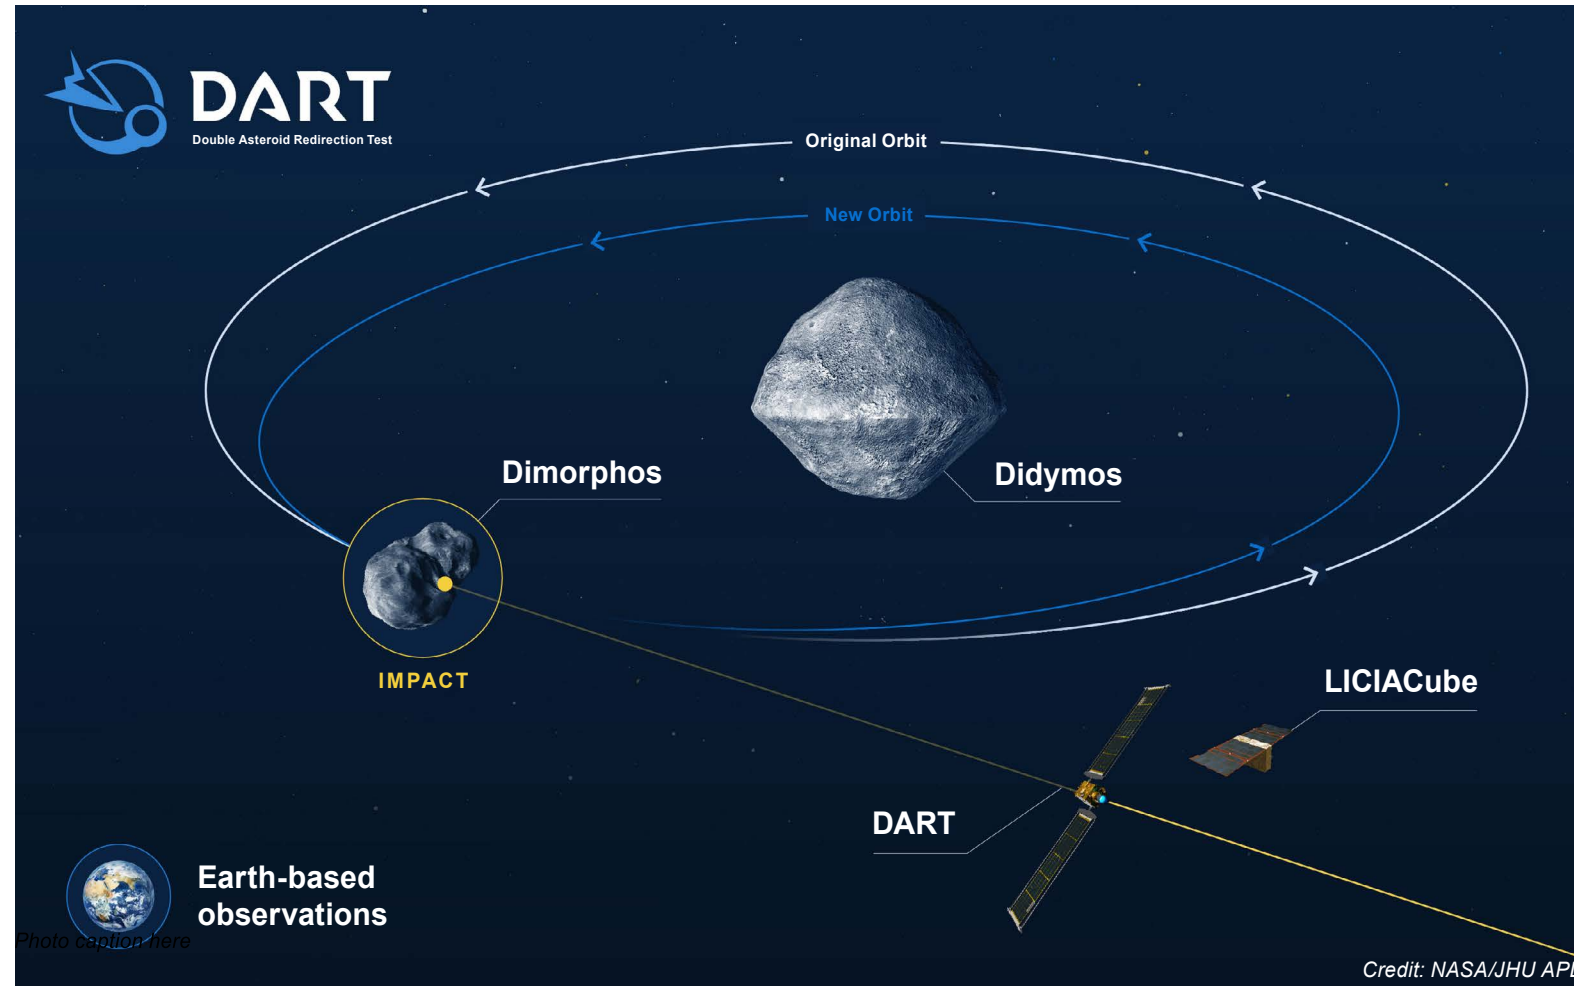 DART
Double Asteroid Redirection Test
Original Orbit
New Orbit
Dimorphos
Didymos
IMPACT
LICIACube
DART
Earth-based
observations
Photo caption here
Credit: NASA/JHU APL